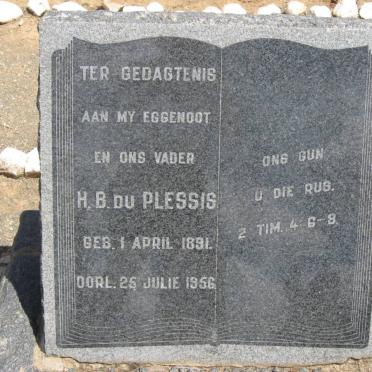 TER GEDAGTENIS
AAN MY EGGENOOT
EN ONS VADER
H.B. DU PLESSIS
GEB. 1 APRIL 1891.
OORL. 25 JULIE 1956
ONS GUN
U DIE RUS.
2 TIM. 4 6-8